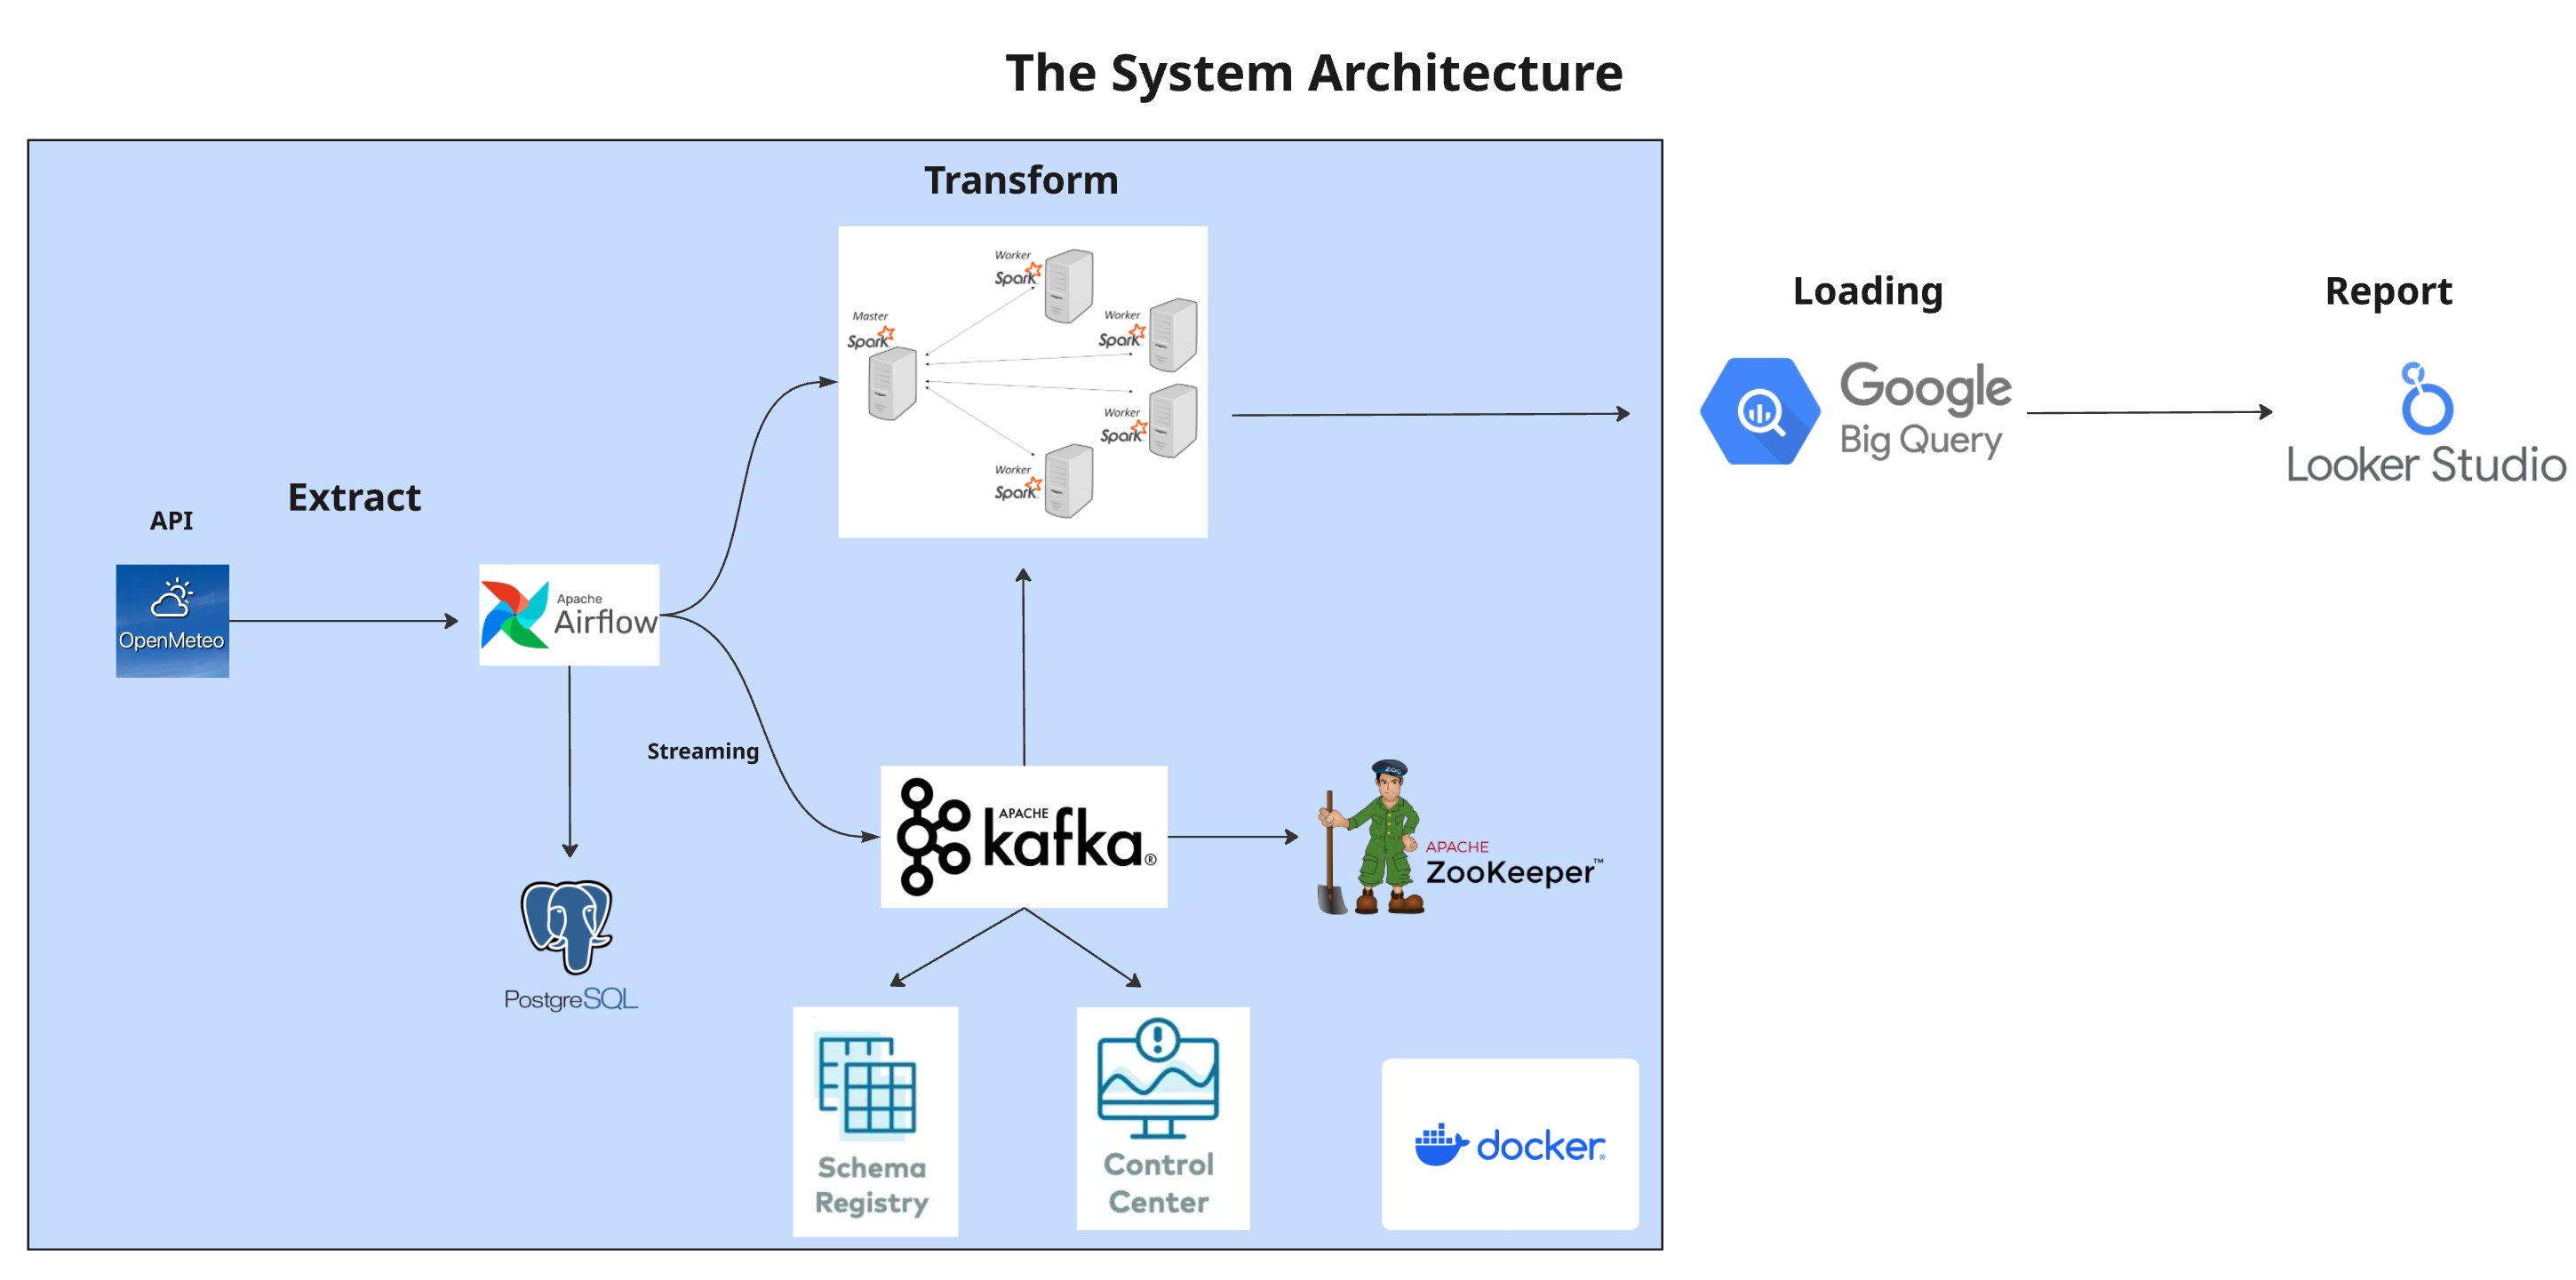 The System Architecture
Transform
Worker
Spark
Worker
Spark
Master
Spark
Worker
Spark
Worker
Spark
Loading
Google
Big Query
Report
Looker Studio
Extract
API
OpenMeteo
Apache
Airflow
Streaming
APACHE
kafka®
ZOO
APACHE
ZooKeeper™
PostgreSQL
Schema
Registry
Control
Center
docker®